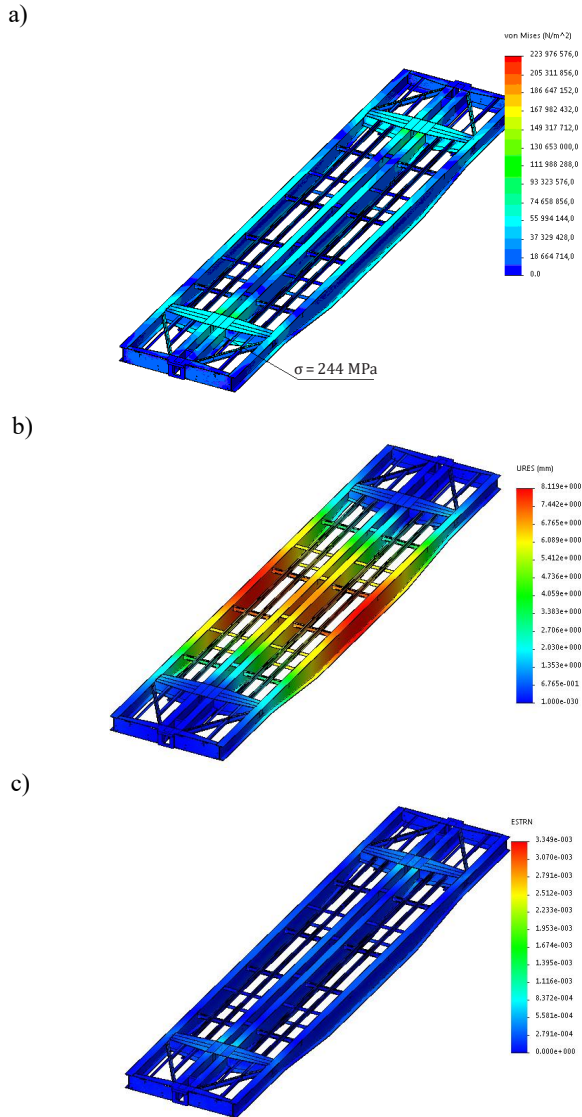 a)
von Mises (N/m^2)
223 976 576,0
205 311 856,0
186 647 152,0
167 982 432,0
149 317 712,0
130 653 000,0
111 988 288,0
93 323 576,0
74 658 856,0
55 994 144,0
37 329 428,0
18 664 714,0
0.0
σ = 244 MPa
b)
URES (mm)
8.119e+000
7.442e+000
6.765e+000
6.089e+000
5.412e+000
4.736e+000
4.059e+000
3.383e+000
2.706e+000
2.030e+000
1.353e+000
6.765e-001
1.000e-030
c)
ESTRN
3.349e-003
3.070e-003
2.791e-003
2.512e-003
2.233e-003
1.953e-003
1.674e-003
1.395e-003
1.116e-003
8.372e-004
5.581e-004
2.791e-004
0.000e+000